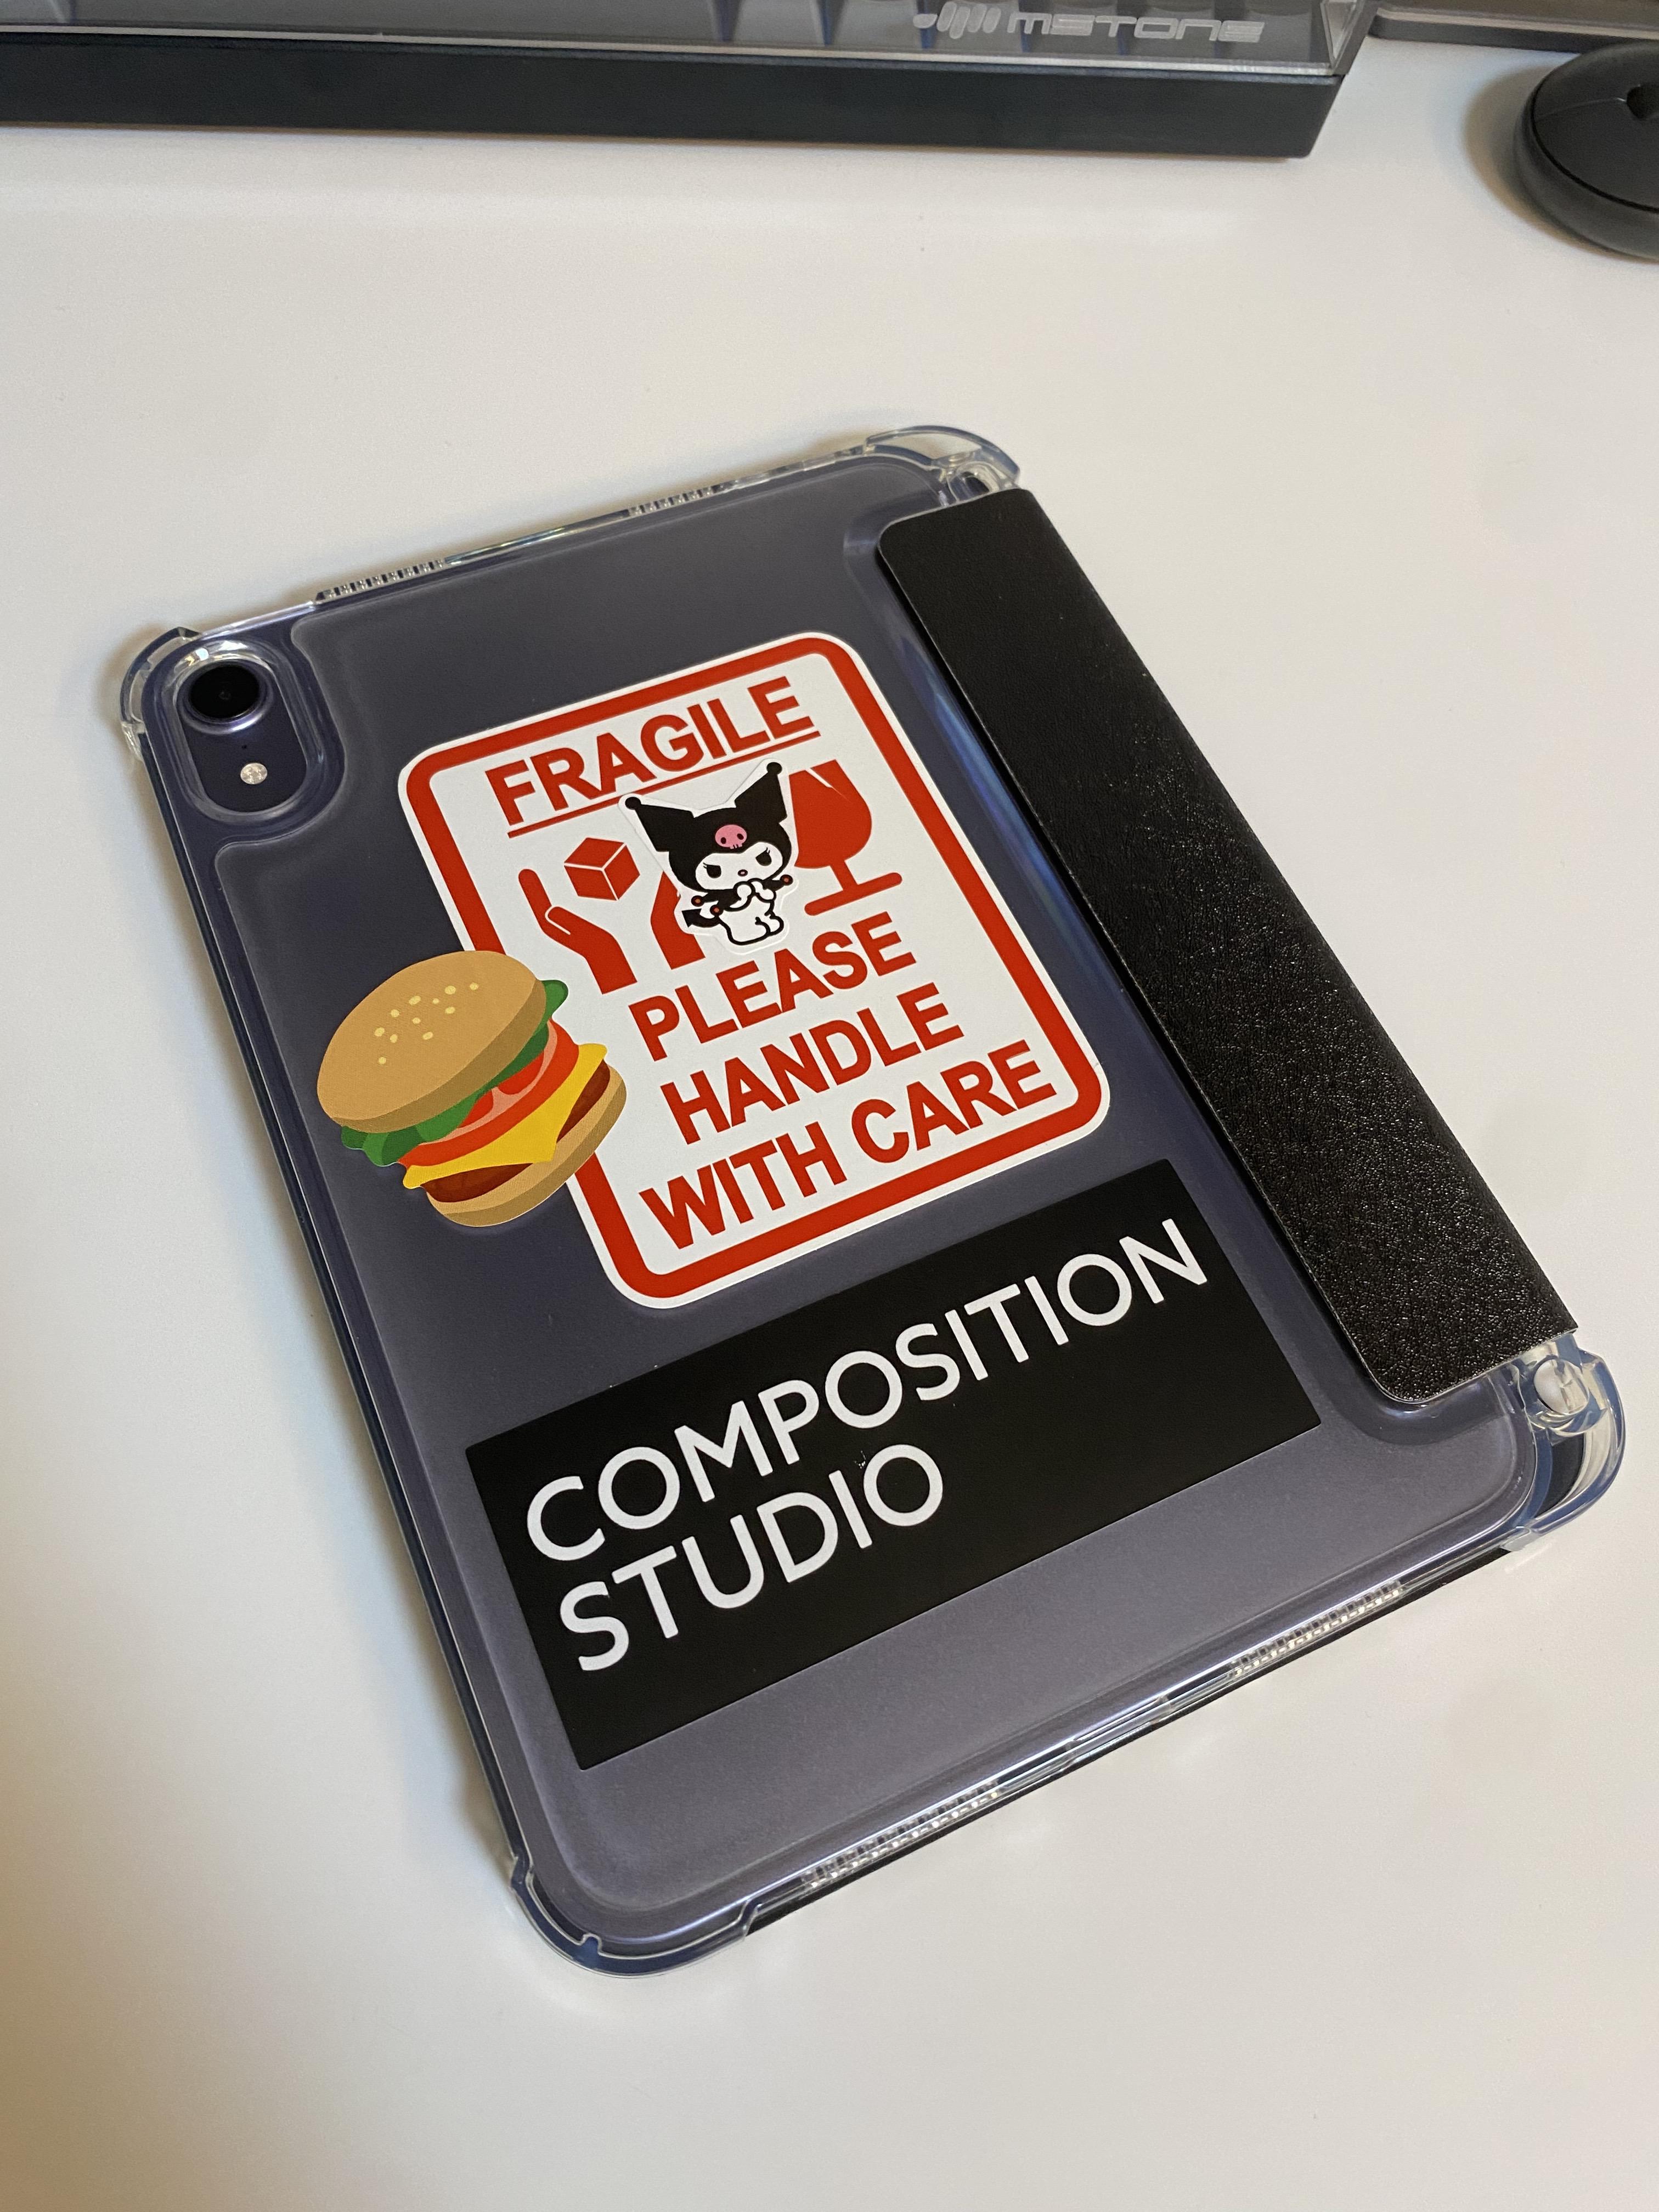 mSTONE
FRAGILE
PLEASE
HANDLE
WITH CARE
COMPOSITION
STUDIO